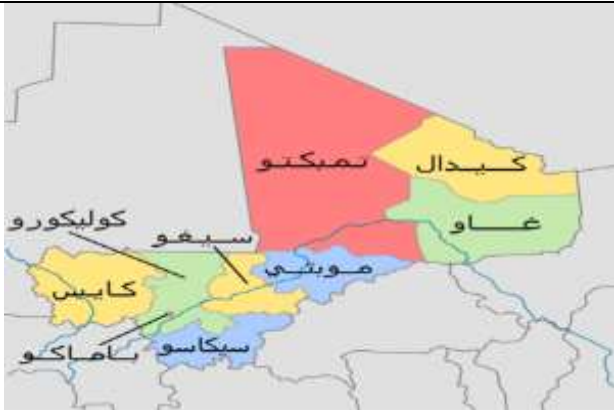 تمبكتو
كيدال
غاو
كوليكورو
سيغو
موبتي
كايس
باماكو
سيكاسو